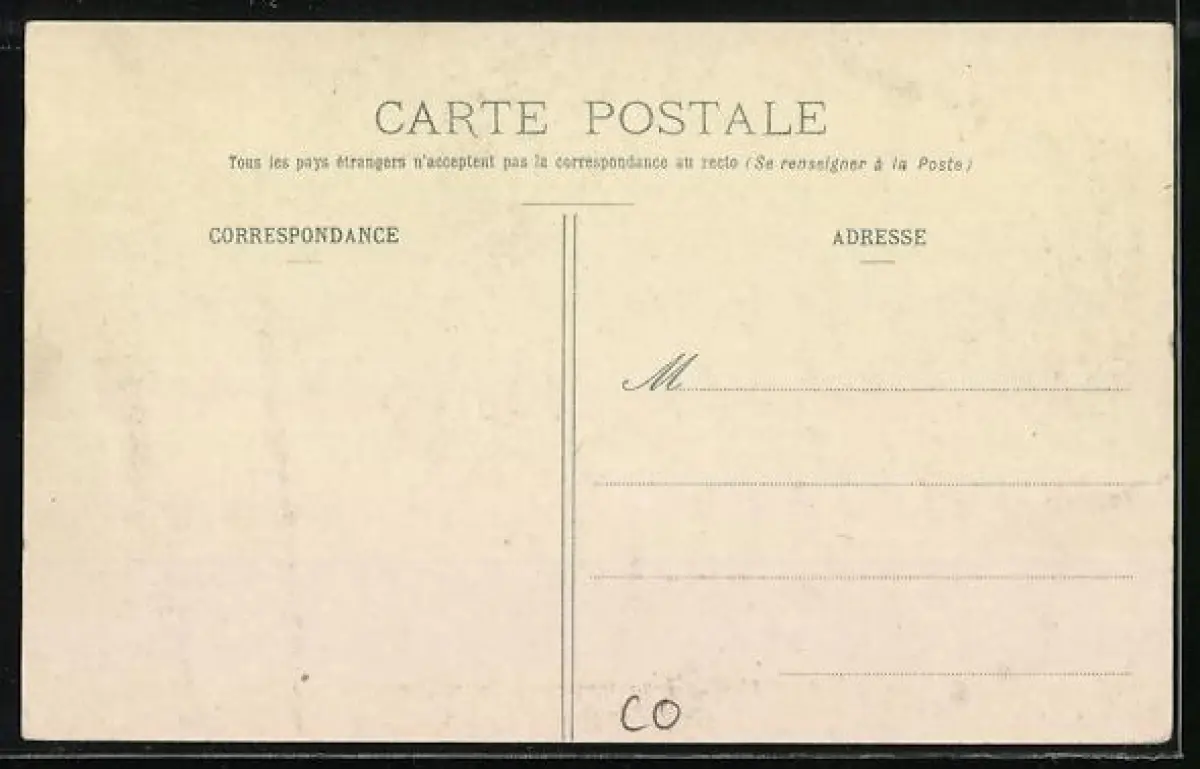 CARTE POSTALE
Tous les pays étrangers n'acceptent pas la correspondance au recto (Se renseigner à la Poste)
CORRESPONDANCE
ADRESSE
M
CO